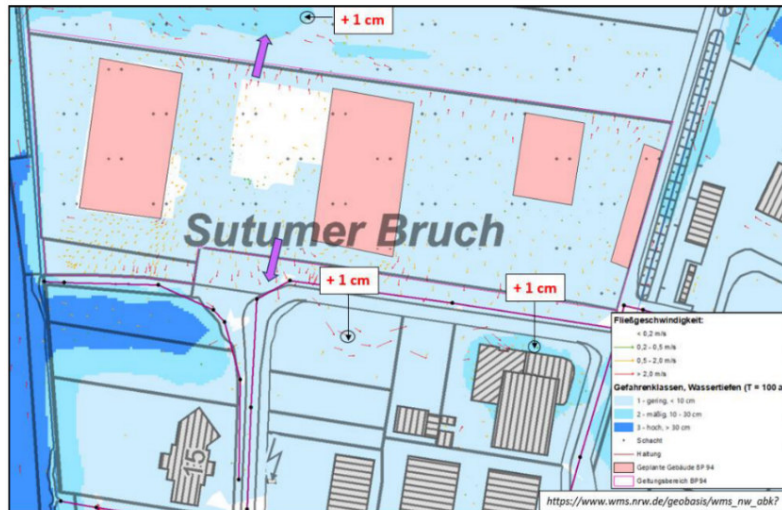 + 1 cm
Sutumer Bruch
+ 1 cm
+ 1 cm
15
Fließgeschwindigkeit:
< 0,2 m/s
0,2 - 0,5 m/s
0,5 - 2,0 m/s
> 2,0 m/s
Gefahrenklassen, Wassertiefen (T = 100 a
1 - gering, < 10 cm
2 - mäßig, 10 - 30 cm
3 - hoch, > 30 cm
Schacht
Haltung
Geplante Gebäude BP 94
Geltungsbereich BP94
https://www.wms.nrw.de/geobasis/wms_nw_abk?